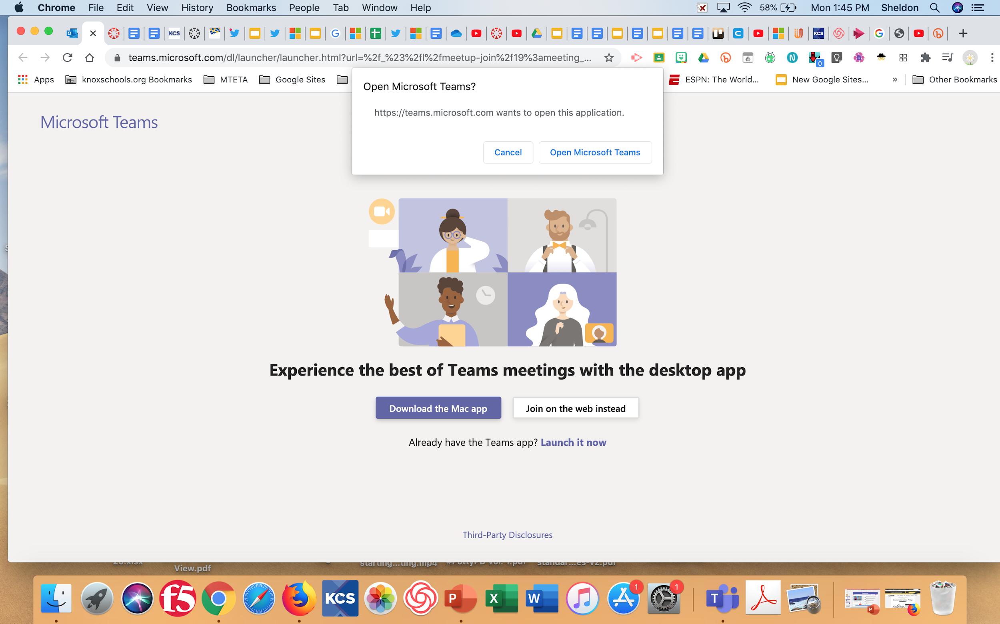 Chrome File Edit View History Bookmarks People Tab Window Help 58% Mon 1:45 PM Sheldon
teams.microsoft.com/dl/launcher/launcher.html?url=%2f_%23%2fl%2fmeetup-join%2f19%3ameeting_... 0
Apps knoxschools.org Bookmarks MTETA Google Sites ESPN: The World... New Google Sites... » Other Bookmarks
Open Microsoft Teams?
https://teams.microsoft.com wants to open this application.
Cancel Open Microsoft Teams
Microsoft Teams
Experience the best of Teams meetings with the desktop app
Download the Mac app Join on the web instead
Already have the Teams app? Launch it now
Third-Party Disclosures
View.pdf
f5 KCS P X W 1 1 T